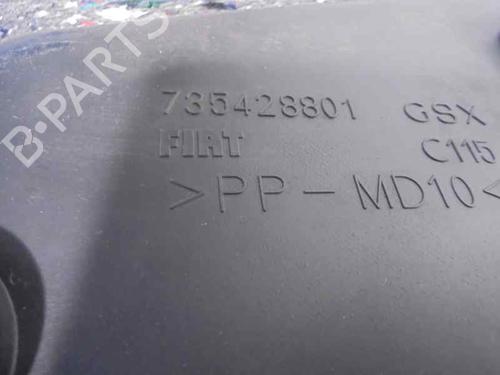 735428801 GSX
FIAT C115
>PP-MD10<
B-PARTS